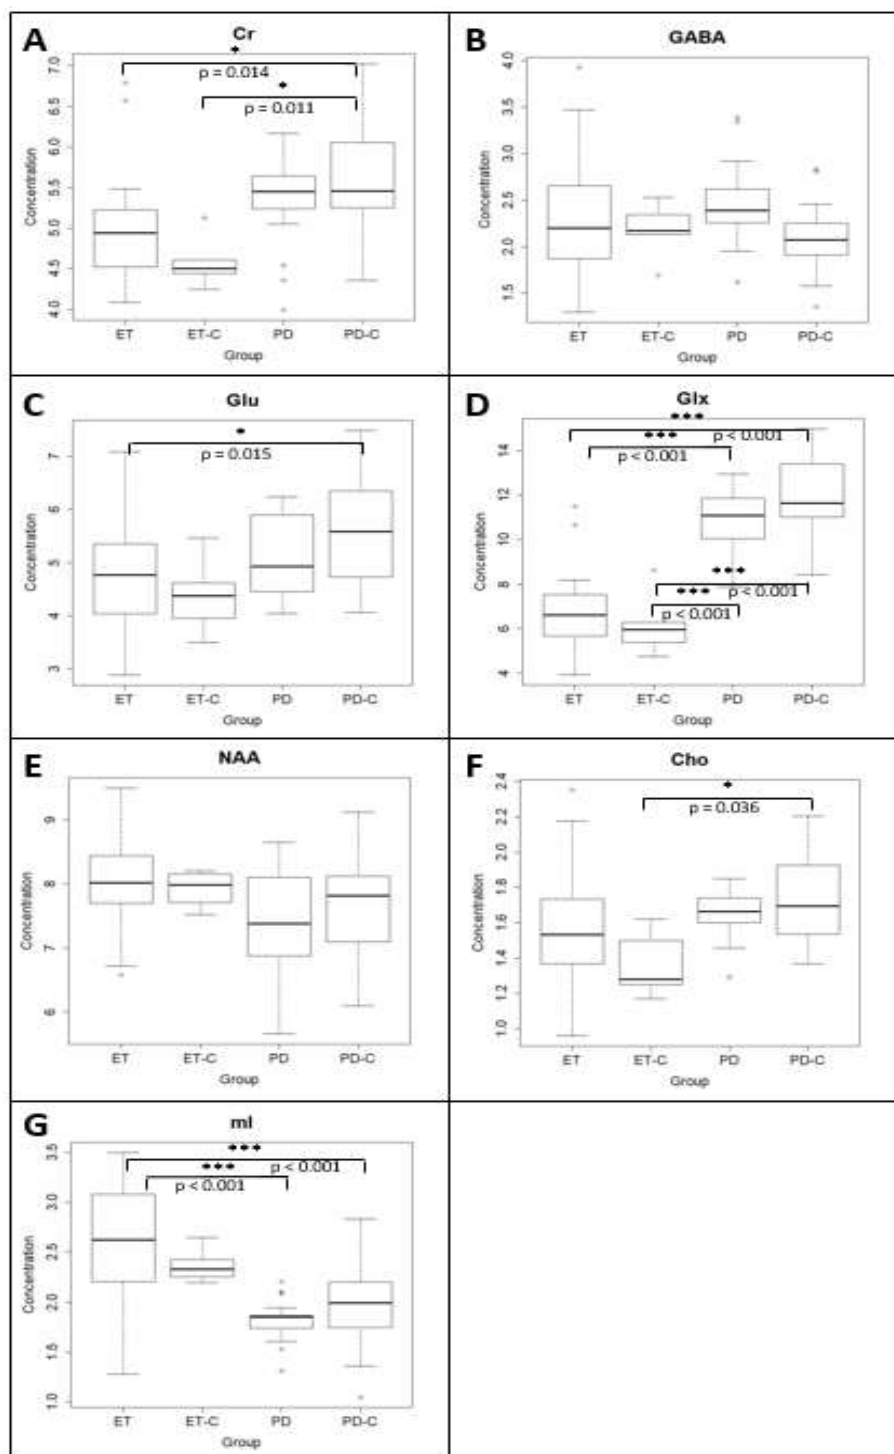 A
Cr
*
p = 0.014
*
p = 0.011
Concentration
7.0
6.5
6.0
5.5
5.0
4.5
4.0
ET
ET-C
PD
PD-C
Group
B
GABA
Concentration
4.0
3.5
3.0
2.5
2.0
1.5
ET
ET-C
PD
PD-C
Group
C
Glu
*
p = 0.015
Concentration
7
6
5
4
3
ET
ET-C
PD
PD-C
Group
D
Glx
***
*** p < 0.001
p < 0.001
***
*** p < 0.001
p < 0.001
Concentration
14
12
10
8
6
4
ET
ET-C
PD
PD-C
Group
E
NAA
Concentration
9
8
7
6
ET
ET-C
PD
PD-C
Group
F
Cho
*
p = 0.036
Concentration
2.4
2.2
2.0
1.8
1.6
1.4
1.2
1.0
ET
ET-C
PD
PD-C
Group
G
mI
***
*** p < 0.001
p < 0.001
Concentration
3.5
3.0
2.5
2.0
1.5
1.0
ET
ET-C
PD
PD-C
Group